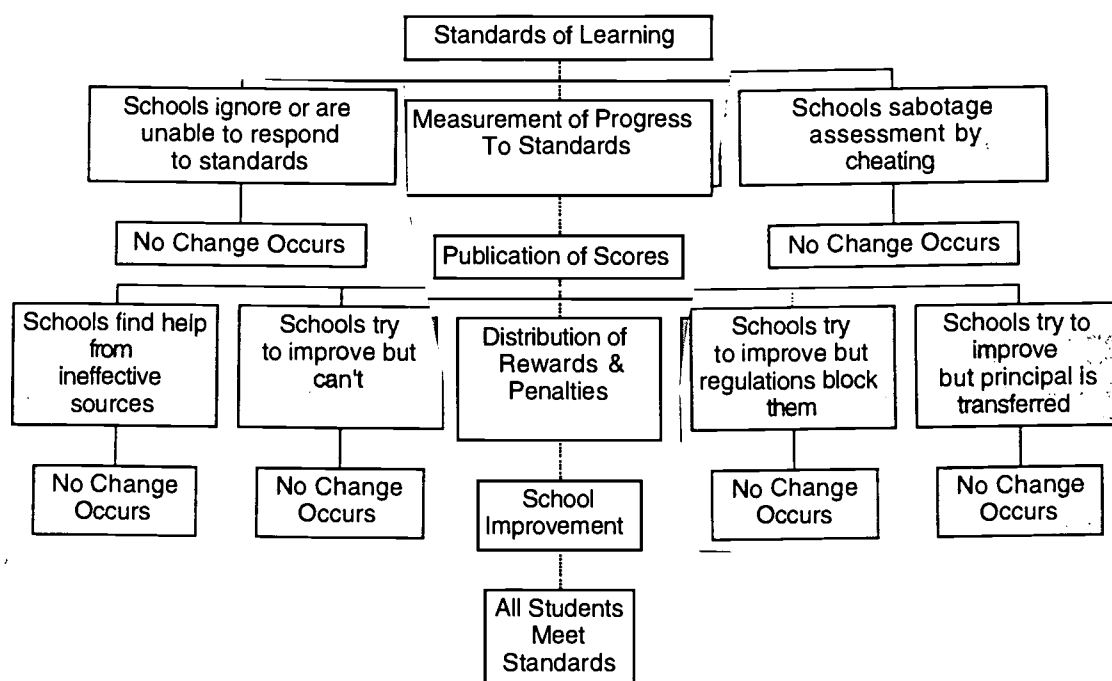 Standards of Learning
Schools ignore or are
unable to respond
to standards
Measurement of Progress
To Standards
Schools sabotage
assessment by
cheating
No Change Occurs
Publication of Scores
No Change Occurs
Schools find help
from
ineffective
sources
Schools try
to improve but
can't
Distribution of
Rewards &
Penalties
Schools try
to improve but
regulations block
them
Schools try to
improve
but principal is
transferred
No Change
Occurs
No Change
Occurs
School
Improvement
No Change
Occurs
No Change
Occurs
All Students
Meet
Standards